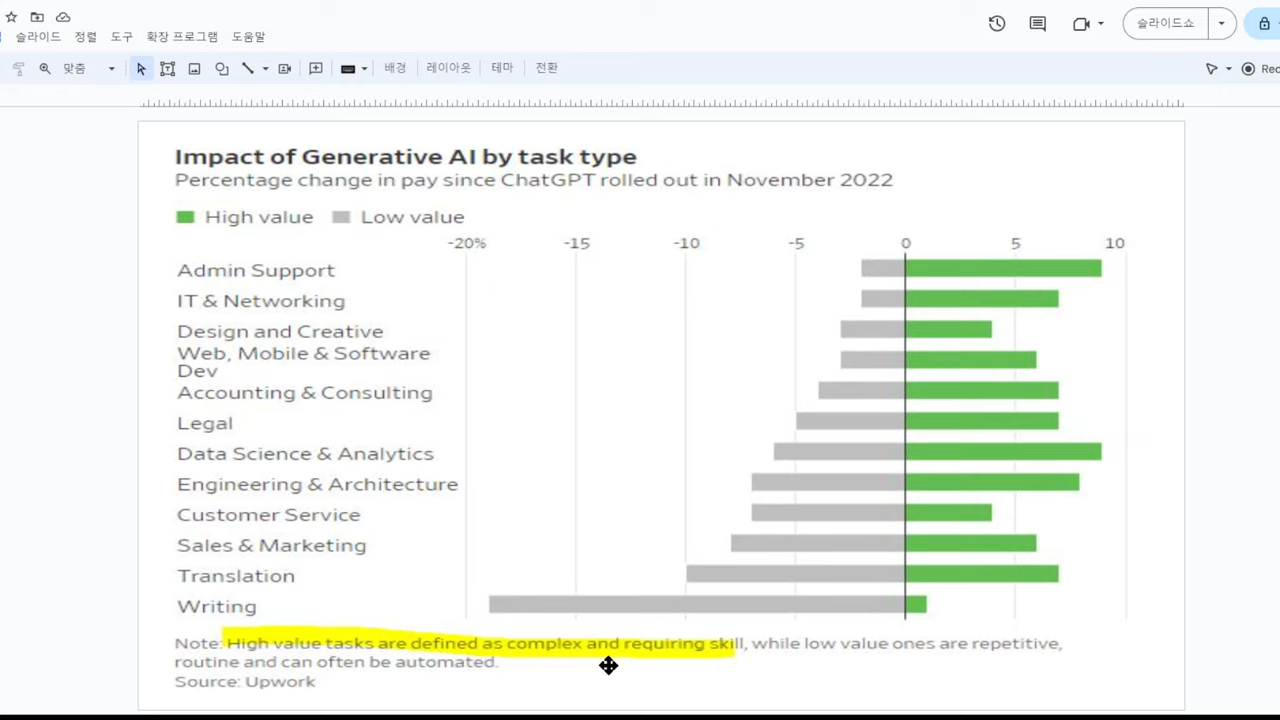 슬라이드 정렬 도구 확장 프로그램 도움말
슬라이드쇼
맞춤 배경 레이아웃 테마 전환
Rec
Impact of Generative AI by task type
Percentage change in pay since ChatGPT rolled out in November 2022
High value Low value
-20% -15 -10 -5 0 5 10
Admin Support
IT & Networking
Design and Creative
Web, Mobile & Software
Dev
Accounting & Consulting
Legal
Data Science & Analytics
Engineering & Architecture
Customer Service
Sales & Marketing
Translation
Writing
Note: High value tasks are defined as complex and requiring skill, while low value ones are repetitive,
routine and can often be automated.
Source: Upwork